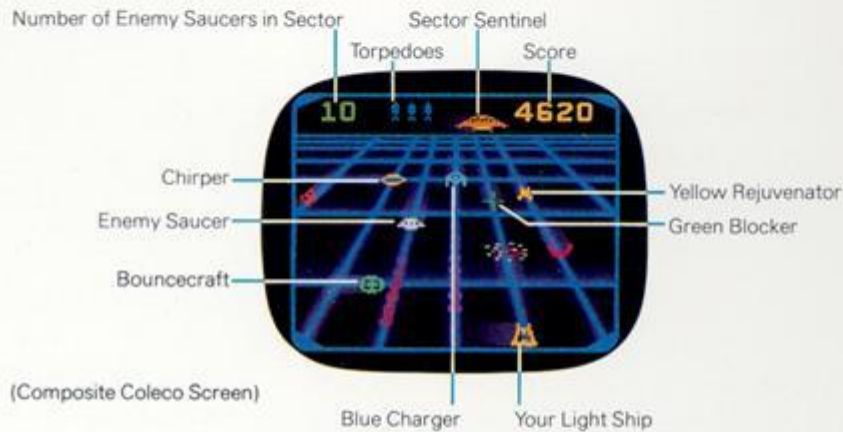 Number of Enemy Saucers in Sector
Sector Sentinel
Torpedoes
Score
10
4620
Chirper
Yellow Rejuvenator
Enemy Saucer
Green Blocker
Bouncecraft
(Composite Coleco Screen)
Blue Charger
Your Light Ship